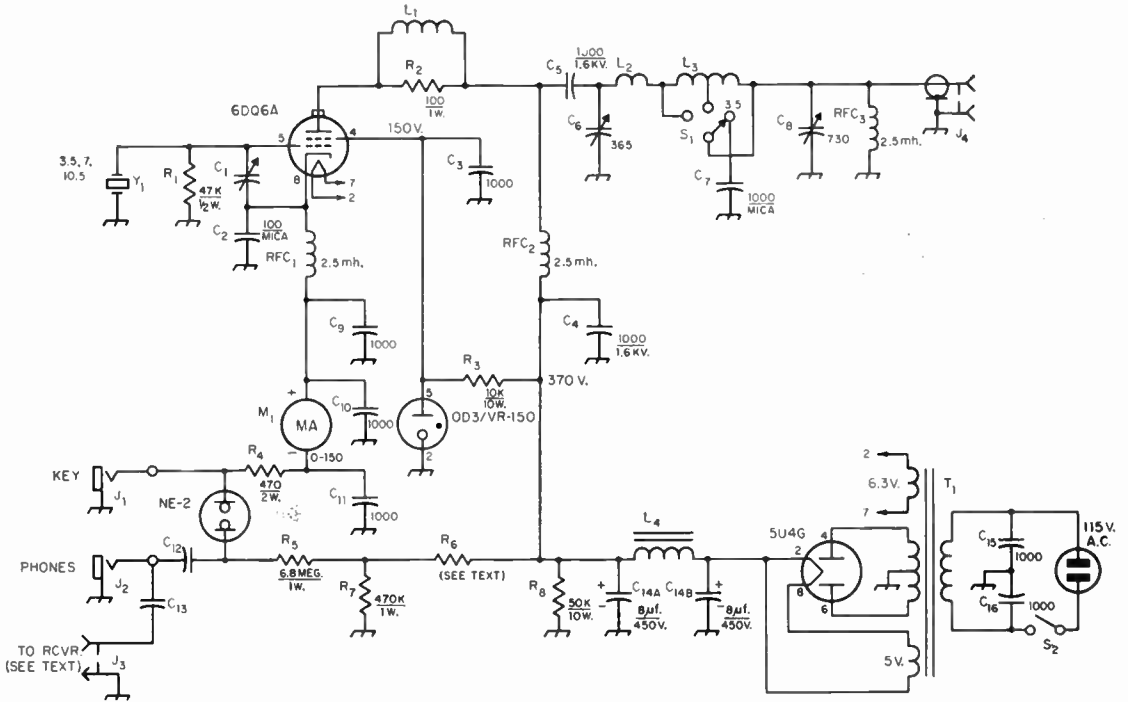 L1
R2
100
1W.
6DQ6A
5
4
150V.
8
7
2
3.5, 7,
10.5
Y1
R1
47K
1/2W.
C1
C2
100
MICA
RFC1
2.5mh.
C3
1000
C5
1000
1.6KV.
L2
L3
C6
365
S1
3.5
C7
1000
MICA
C8
730
RFC3
2.5mh.
J4
RFC2
2.5mh.
C4
1000
1.6KV.
C9
1000
R3
10K
10W.
370V.
+
M1
MA
−
0-150
C10
1000
5
OD3/VR-150
2
KEY
J1
R4
470
2W.
C11
1000
NE-2
PHONES
J2
C12
C13
R5
6.8MEG.
1W.
R7
470K
1W.
R6
(SEE TEXT)
TO RCVR.
(SEE TEXT)
J3
R8
50K
10W.
L4
+
−
C14A
8µf.
450V.
C14B
+
−
8µf.
450V.
5U4G
2
4
8
6
2
6.3V.
7
T1
5V.
C15
1000
C16
1000
S2
115V.
A.C.